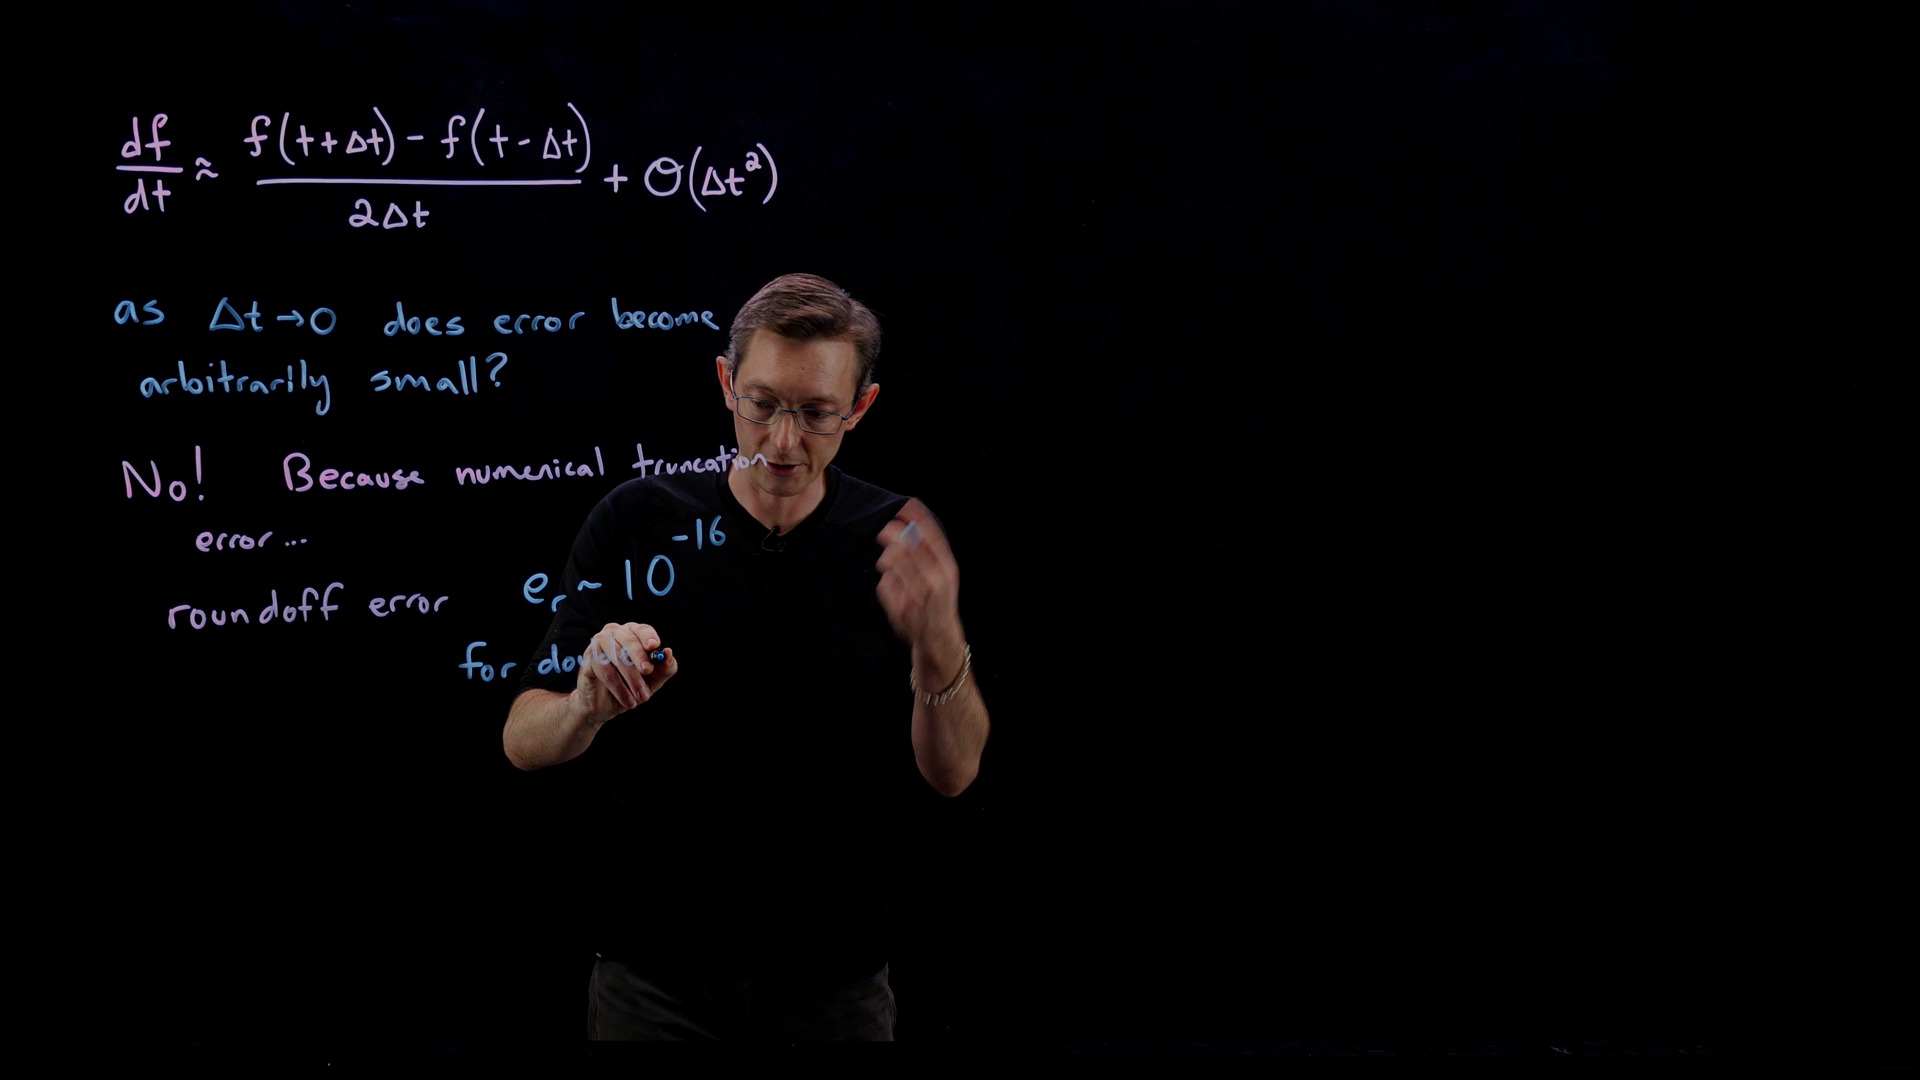 df/dt ≈ (f(t+Δt) - f(t-Δt))/(2Δt) + O(Δt²)
as Δt → 0 does error become
arbitrarily small?
No! Because numerical truncation
error...
roundoff error e_r ~ 10^-16
for double